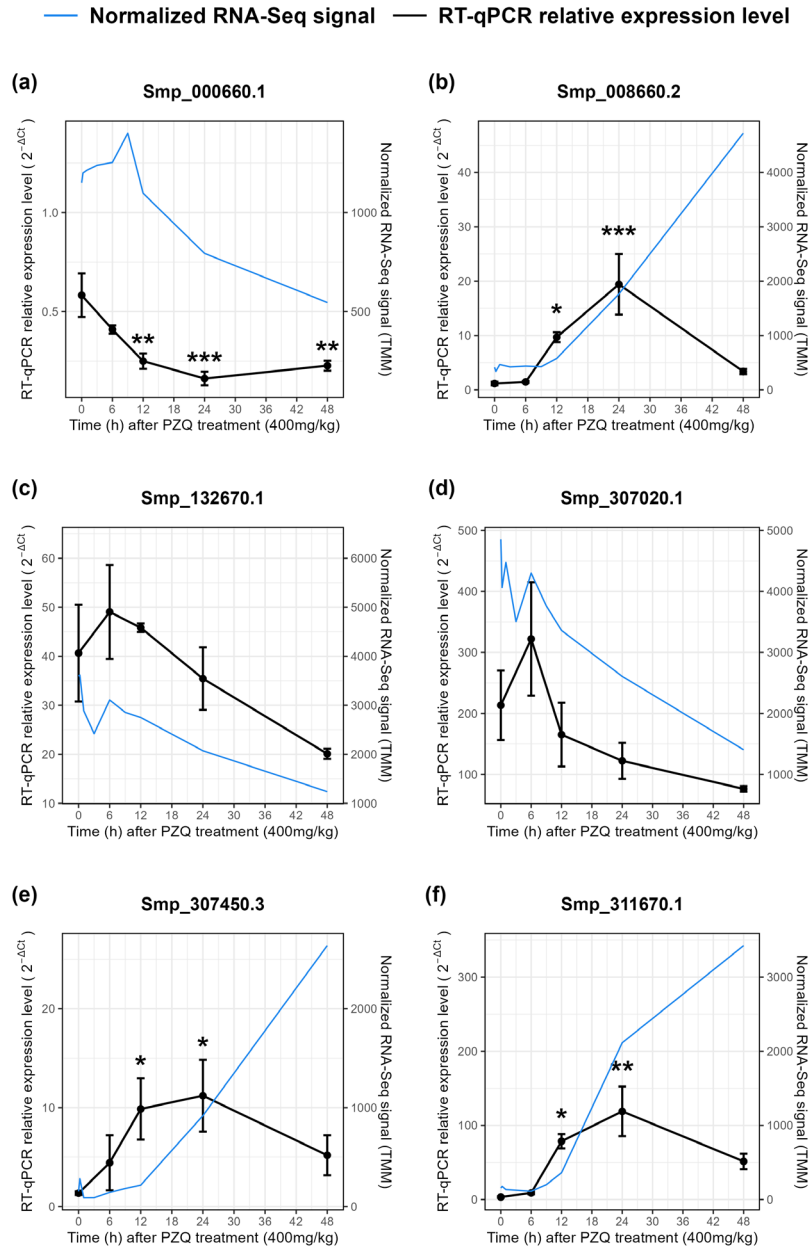 Normalized RNA-Seq signal RT-qPCR relative expression level
(a) (b)
Smp_000660.1 Smp_008660.2
RT-qPCR relative expression level ( 2^−ΔCt )
1.0
0.5
**
***
**
1000
500
Normalized RNA-Seq signal (TMM)
0 6 12 18 24 30 36 42 48
Time (h) after PZQ treatment (400mg/kg)
RT-qPCR relative expression level ( 2^−ΔCt )
40
30
20
10
0
*
***
4000
3000
2000
1000
0
Normalized RNA-Seq signal (TMM)
0 6 12 18 24 30 36 42 48
Time (h) after PZQ treatment (400mg/kg)
(c) (d)
Smp_132670.1 Smp_307020.1
RT-qPCR relative expression level ( 2^−ΔCt )
60
50
40
30
20
10
6000
5000
4000
3000
2000
1000
Normalized RNA-Seq signal (TMM)
0 6 12 18 24 30 36 42 48
Time (h) after PZQ treatment (400mg/kg)
RT-qPCR relative expression level ( 2^−ΔCt )
500
400
300
200
100
5000
4000
3000
2000
1000
Normalized RNA-Seq signal (TMM)
0 6 12 18 24 30 36 42 48
Time (h) after PZQ treatment (400mg/kg)
(e) (f)
Smp_307450.3 Smp_311670.1
RT-qPCR relative expression level ( 2^−ΔCt )
20
10
0
*
*
2000
1000
0
Normalized RNA-Seq signal (TMM)
0 6 12 18 24 30 36 42 48
Time (h) after PZQ treatment (400mg/kg)
RT-qPCR relative expression level ( 2^−ΔCt )
300
200
100
0
*
**
3000
2000
1000
0
Normalized RNA-Seq signal (TMM)
0 6 12 18 24 30 36 42 48
Time (h) after PZQ treatment (400mg/kg)